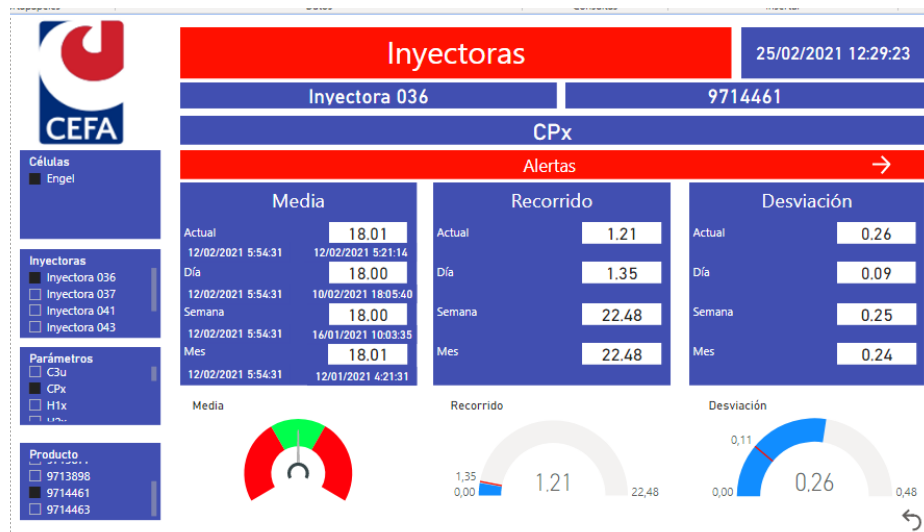 Datos
Consultas
Insertar
Inyectoras
25/02/2021 12:29:23
Inyectora 036
9714461
CEFA
CPx
Alertas
Células
Engel
Inyectoras
Inyectora 036
Inyectora 037
Inyectora 041
Inyectora 043
Parámetros
C3u
CPx
H1x
Producto
9713898
9714461
9714463
Media
Actual 18.01
12/02/2021 5:54:31 12/02/2021 5:21:14
Día 18.00
12/02/2021 5:54:31 10/02/2021 18:05:40
Semana 18.00
12/02/2021 5:54:31 16/01/2021 10:03:35
Mes 18.01
12/02/2021 5:54:31 12/01/2021 4:21:31
Recorrido
Actual 1.21
Día 1.35
Semana 22.48
Mes 22.48
Desviación
Actual 0.26
Día 0.09
Semana 0.25
Mes 0.24
Media
Recorrido
1,35
0,00
1.21
22,48
Desviación
0,11
0,00
0,26
0,48